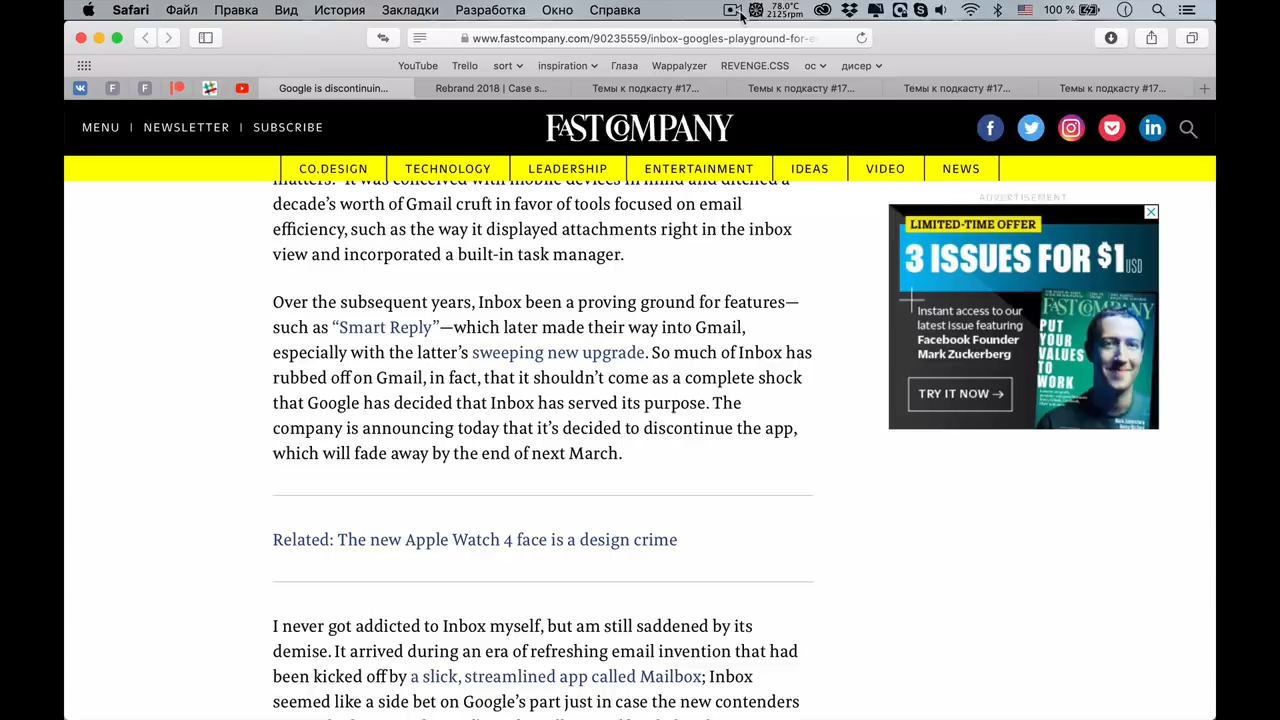 Safari Файл Правка Вид История Закладки Разработка Окно Справка 78.0°C 2125rpm 100 %
www.fastcompany.com/90235559/inbox-googles-playground-for-e
YouTube Trello sort inspiration Глаза Wappalyzer REVENGE.CSS ос дисер
Google is discontinuin... Rebrand 2018 | Case s... Темы к подкасту #17... Темы к подкасту #17... Темы к подкасту #17... Темы к подкасту #17...
MENU | NEWSLETTER | SUBSCRIBE FAST COMPANY
CO.DESIGN TECHNOLOGY LEADERSHIP ENTERTAINMENT IDEAS VIDEO NEWS
matters." It was conceived with mobile devices in mind and ditched a
decade's worth of Gmail cruft in favor of tools focused on email
efficiency, such as the way it displayed attachments right in the inbox
view and incorporated a built-in task manager.
Over the subsequent years, Inbox been a proving ground for features—
such as “Smart Reply”—which later made their way into Gmail,
especially with the latter's sweeping new upgrade. So much of Inbox has
rubbed off on Gmail, in fact, that it shouldn't come as a complete shock
that Google has decided that Inbox has served its purpose. The
company is announcing today that it's decided to discontinue the app,
which will fade away by the end of next March.
Related: The new Apple Watch 4 face is a design crime
I never got addicted to Inbox myself, but am still saddened by its
demise. It arrived during an era of refreshing email invention that had
been kicked off by a slick, streamlined app called Mailbox; Inbox
seemed like a side bet on Google's part just in case the new contenders
ADVERTISEMENT
LIMITED-TIME OFFER
3 ISSUES FOR $1USD
Instant access to our
latest Issue featuring
Facebook Founder
Mark Zuckerberg
TRY IT NOW →
FAST COMPANY
PUT
YOUR
VALUES
TO
WORK